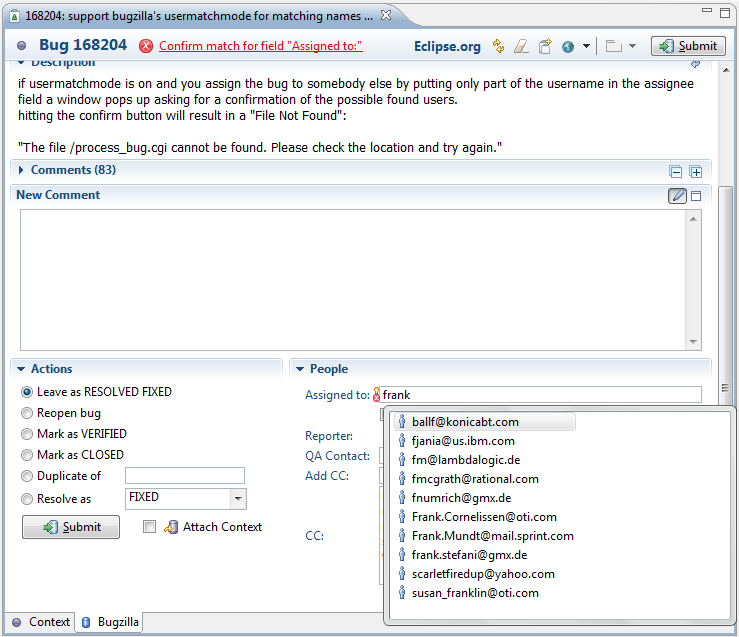 168204: support bugzilla's usermatchmode for matching names ...
Bug 168204 Confirm match for field "Assigned to:" Eclipse.org Submit
Description
if usermatchmode is on and you assign the bug to somebody else by putting only part of the username in the assignee
field a window pops up asking for a confirmation of the possible found users.
hitting the confirm button will result in a "File Not Found":
"The file /process_bug.cgi cannot be found. Please check the location and try again."
Comments (83)
New Comment
Actions
Leave as RESOLVED FIXED
Reopen bug
Mark as VERIFIED
Mark as CLOSED
Duplicate of
Resolve as FIXED
Submit Attach Context
People
Assigned to: frank
Reporter:
QA Contact:
Add CC:
CC:
ballf@konicabt.com
fjania@us.ibm.com
fm@lambdalogic.de
fmcgrath@rational.com
fnumrich@gmx.de
Frank.Cornelissen@oti.com
Frank.Mundt@mail.sprint.com
frank.stefani@gmx.de
scarletfiredup@yahoo.com
susan_franklin@oti.com
Context Bugzilla